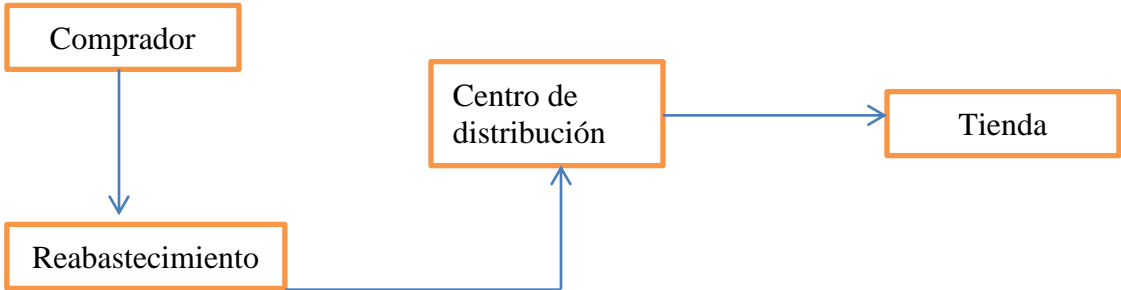 Comprador
Centro de
distribución
Tienda
Reabastecimiento